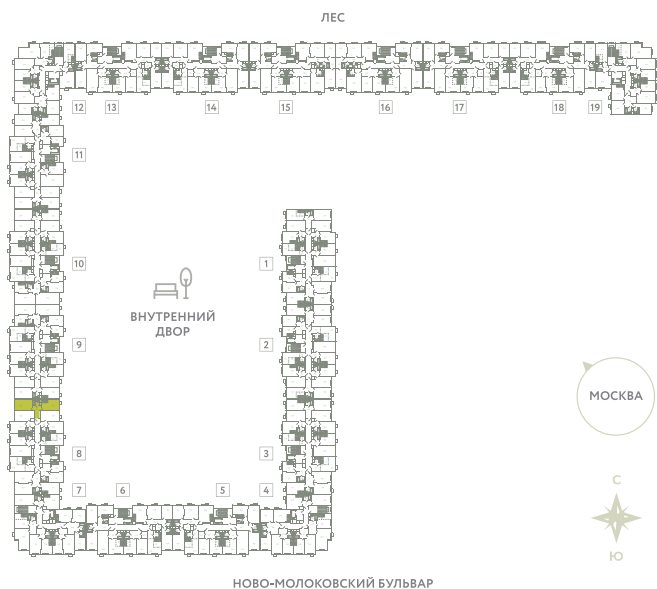 ЛЕС
12 13 14 15 16 17 18 19
11
10 1
ВНУТРЕННИЙ
ДВОР
9 2
МОСКВА
8 3
7 6 5 4
С
Ю
НОВО-МОЛОКОВСКИЙ БУЛЬВАР